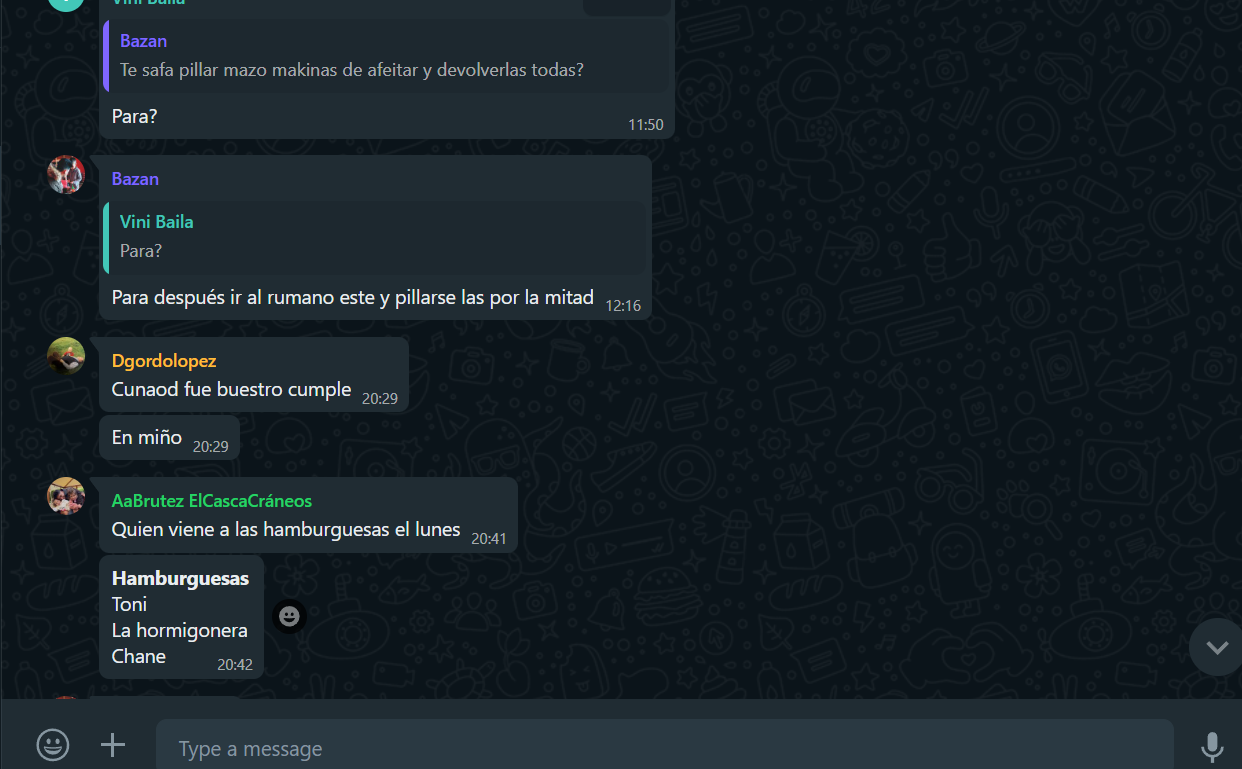 Vini Baila
Bazan
Te safa pillar mazo makinas de afeitar y devolverlas todas?
Para?
11:50
Bazan
Vini Baila
Para?
Para después ir al rumano este y pillarse las por la mitad
12:16
Dgordolopez
Cunaod fue buestro cumple
20:29
En miño
20:29
AaBrutez ElCascaCráneos
Quien viene a las hamburguesas el lunes
20:41
Hamburguesas
Toni
La hormigonera
Chane
20:42
Type a message